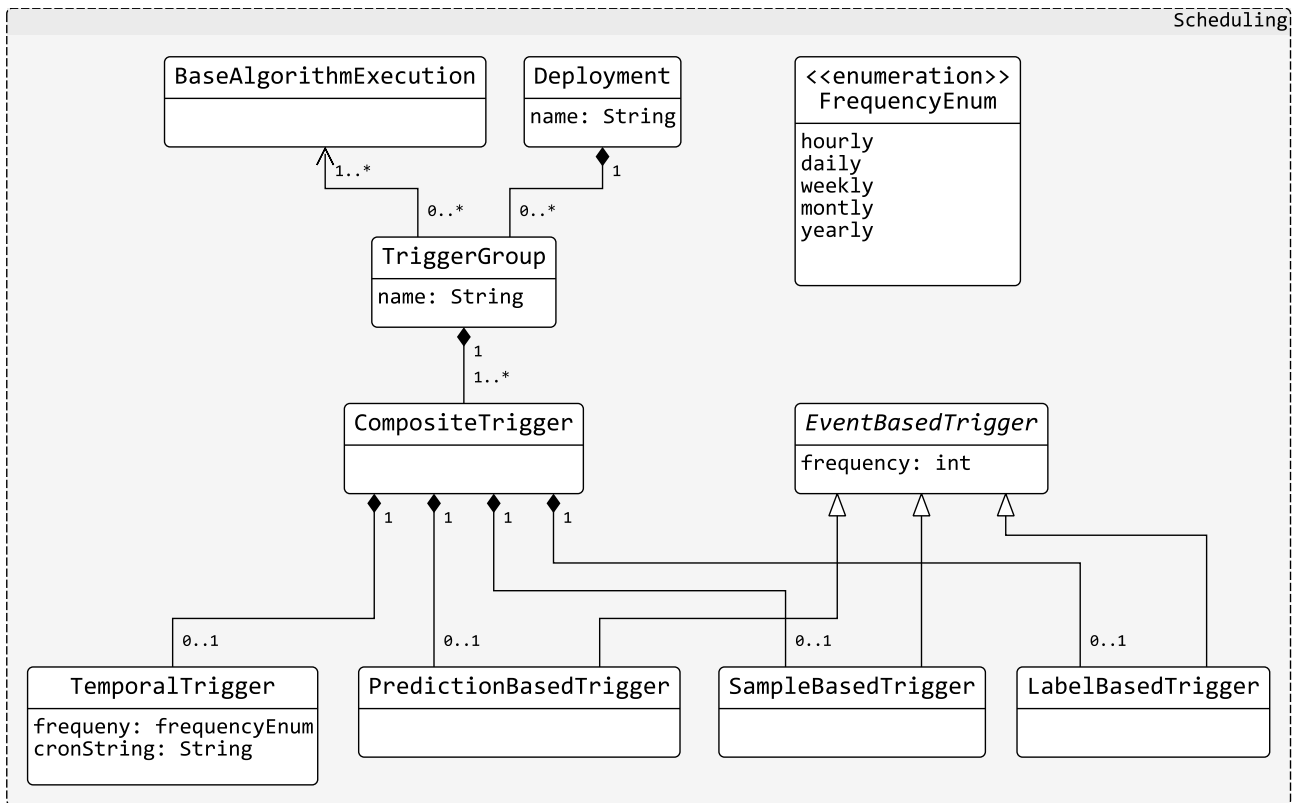 Scheduling
BaseAlgorithmExecution
Deployment
name: String
<<enumeration>>
FrequencyEnum
hourly
daily
weekly
montly
yearly
1..*
1
0..*
0..*
TriggerGroup
name: String
1
1..*
CompositeTrigger
EventBasedTrigger
frequency: int
1
1
1
1
0..1
0..1
0..1
0..1
TemporalTrigger
frequeny: frequencyEnum
cronString: String
PredictionBasedTrigger
SampleBasedTrigger
LabelBasedTrigger